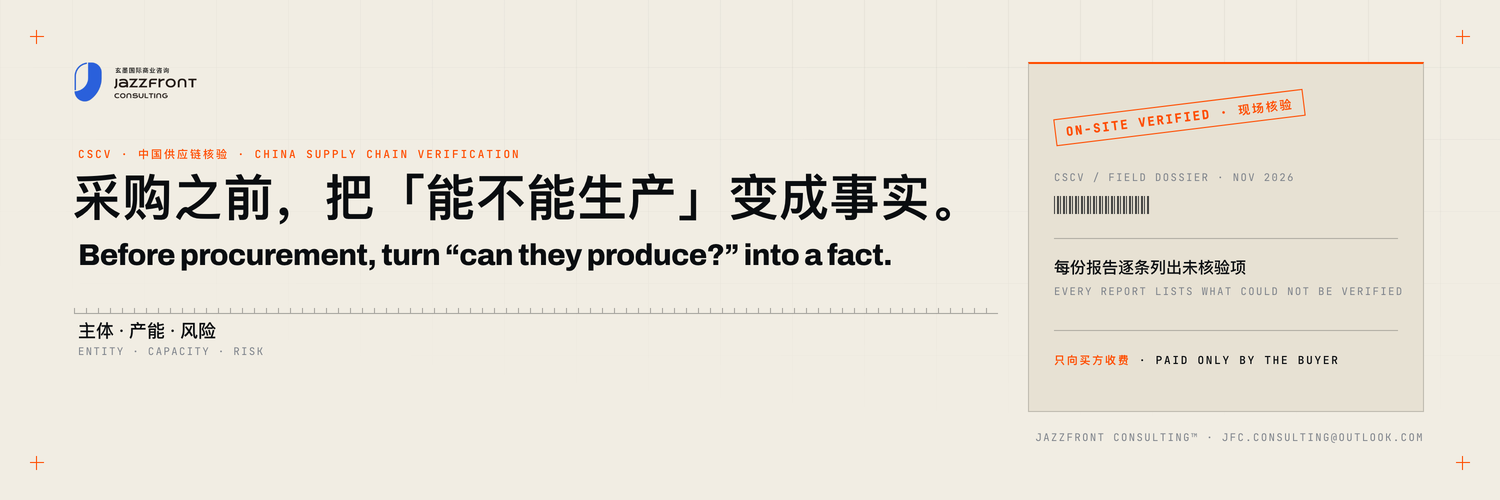 玄墨国际商业咨询
JazzFront
CONSULTING
CSCV · 中国供应链核验 · CHINA SUPPLY CHAIN VERIFICATION
采购之前，把「能不能生产」变成事实。
Before procurement, turn “can they produce?” into a fact.
主体 · 产能 · 风险
ENTITY · CAPACITY · RISK
ON-SITE VERIFIED · 现场核验
CSCV / FIELD DOSSIER · NOV 2026
每份报告逐条列出未核验项
EVERY REPORT LISTS WHAT COULD NOT BE VERIFIED
只向买方收费 · PAID ONLY BY THE BUYER
JAZZFRONT CONSULTING™ · JFC.CONSULTING@OUTLOOK.COM